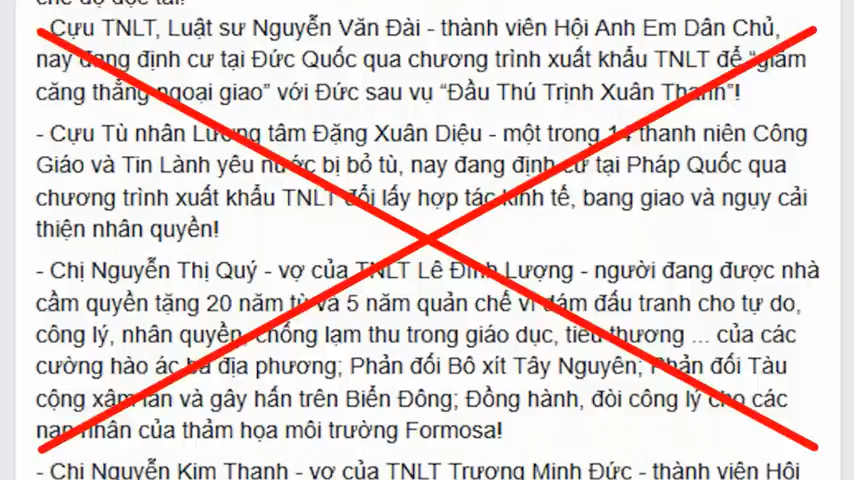 chế độ độc tài!
- Cựu TNLT, Luật sư Nguyễn Văn Đài - thành viên Hội Anh Em Dân Chủ,
nay đang định cư tại Đức Quốc qua chương trình xuất khẩu TNLT để “giảm
căng thẳng ngoại giao” với Đức sau vụ “Đầu Thú Trịnh Xuân Thanh”!
- Cựu Tù nhân Lương tâm Đặng Xuân Diệu - một trong 14 thanh niên Công
Giáo và Tin Lành yêu nước bị bỏ tù, nay đang định cư tại Pháp Quốc qua
chương trình xuất khẩu TNLT đổi lấy hợp tác kinh tế, bang giao và ngụy cải
thiện nhân quyền!
- Chị Nguyễn Thị Quý - vợ của TNLT Lê Đình Lượng - người đang được nhà
cầm quyền tặng 20 năm tù và 5 năm quản chế vì dám đấu tranh cho tự do,
công lý, nhân quyền, chống lạm thu trong giáo dục, tiểu thương ... của các
cường hào ác bá địa phương; Phản đối Bô xít Tây Nguyên; Phản đối Tàu
cộng xâm lăn và gây hấn trên Biển Đông; Đồng hành, đòi công lý cho các
nạn nhân của thảm họa môi trường Formosa!
- Chị Nguyễn Kim Thanh - vợ của TNLT Trương Minh Đức - thành viên Hội